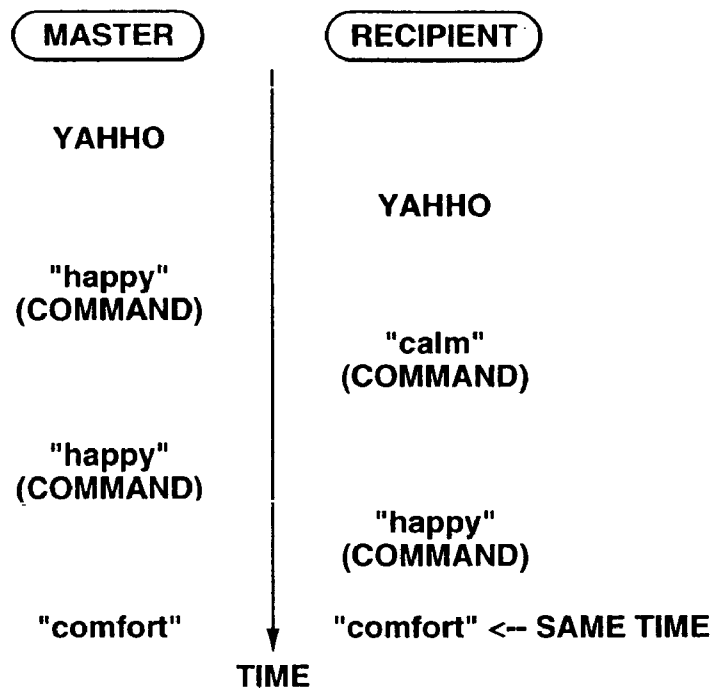 MASTER
RECIPIENT
YAHHO
YAHHO
"happy"
(COMMAND)
"calm"
(COMMAND)
"happy"
(COMMAND)
"happy"
(COMMAND)
"comfort"
"comfort" <-- SAME TIME
TIME